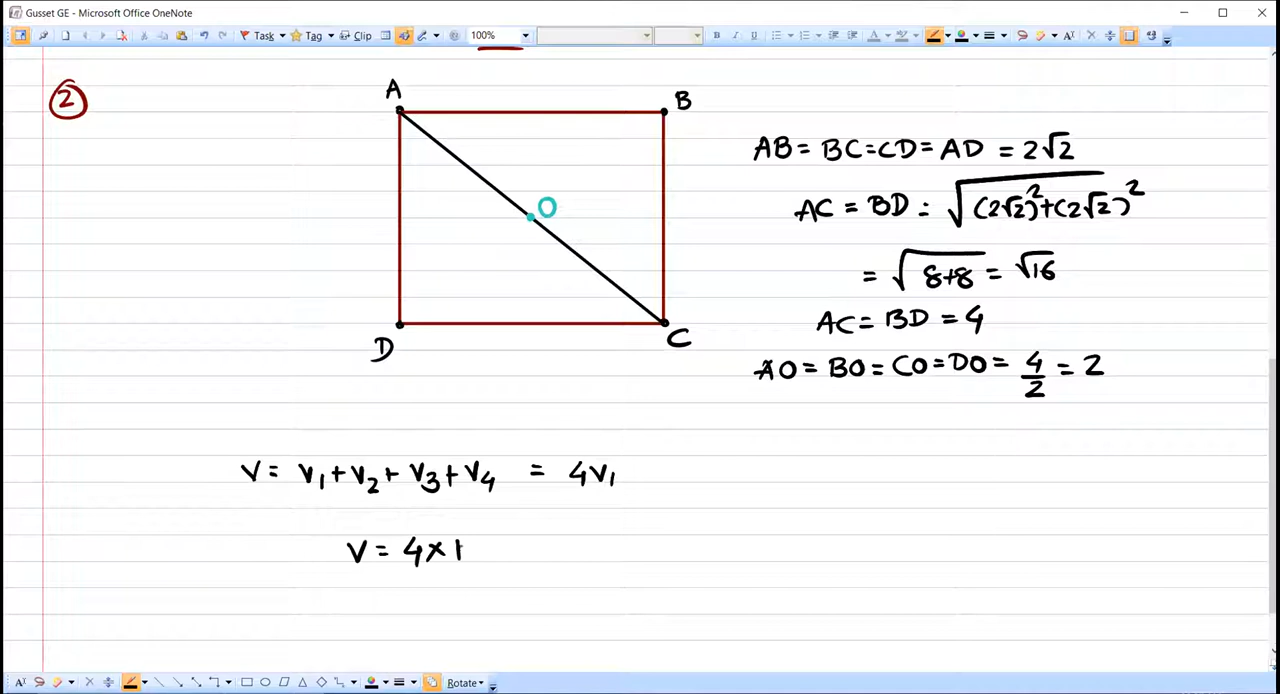 Gusset GE - Microsoft Office OneNote
Task Tag Clip 100%
2
A
B
O
D
C
AB = BC = CD = AD = 2√2
AC = BD = √(2√2)² + (2√2)²
= √8+8 = √16
AC = BD = 4
AO = BO = CO = DO = 4/2 = 2
V = V₁ + V₂ + V₃ + V₄ = 4V₁
V = 4 × 1
Rotate